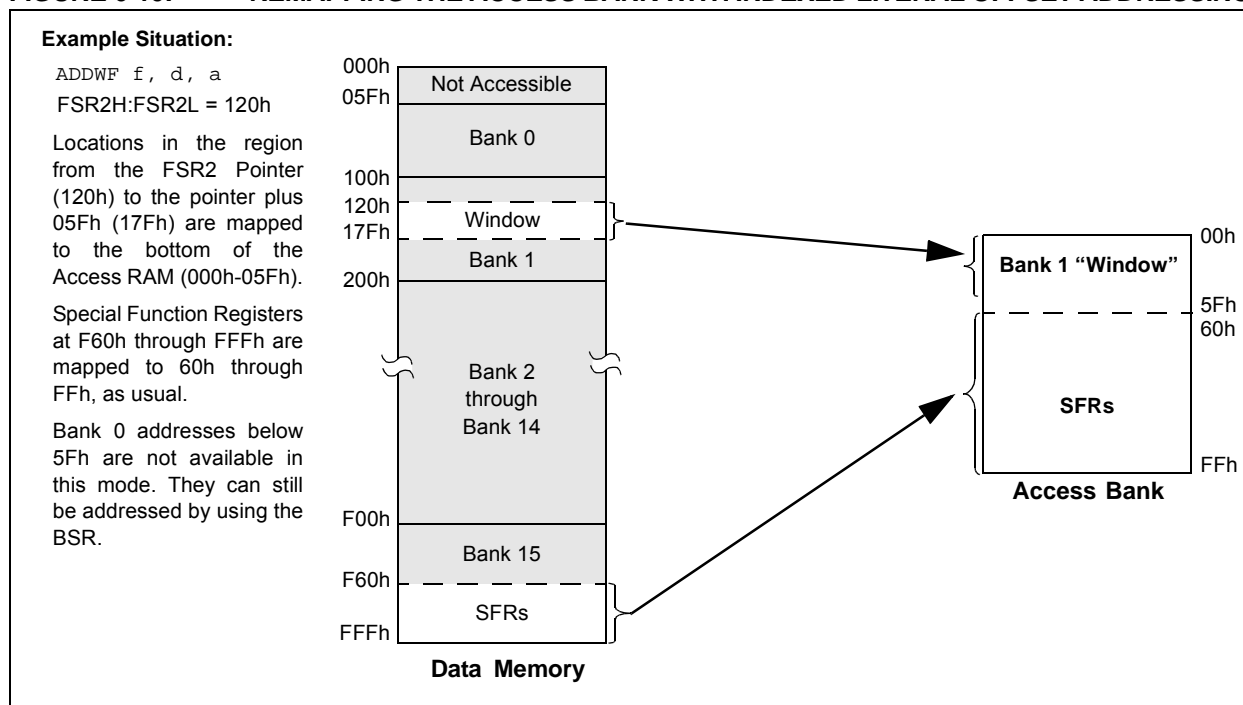 Example Situation:
ADDWF f, d, a
FSR2H:FSR2L = 120h
Locations in the region
from the FSR2 Pointer
(120h) to the pointer plus
05Fh (17Fh) are mapped
to the bottom of the
Access RAM (000h-05Fh).
Special Function Registers
at F60h through FFFh are
mapped to 60h through
FFh, as usual.
Bank 0 addresses below
5Fh are not available in
this mode. They can still
be addressed by using the
BSR.
000h
Not Accessible
05Fh
Bank 0
100h
120h
Window
17Fh
Bank 1
200h
Bank 2
through
Bank 14
F00h
Bank 15
F60h
SFRs
FFFh
Data Memory
00h
Bank 1 “Window”
5Fh
60h
SFRs
FFh
Access Bank